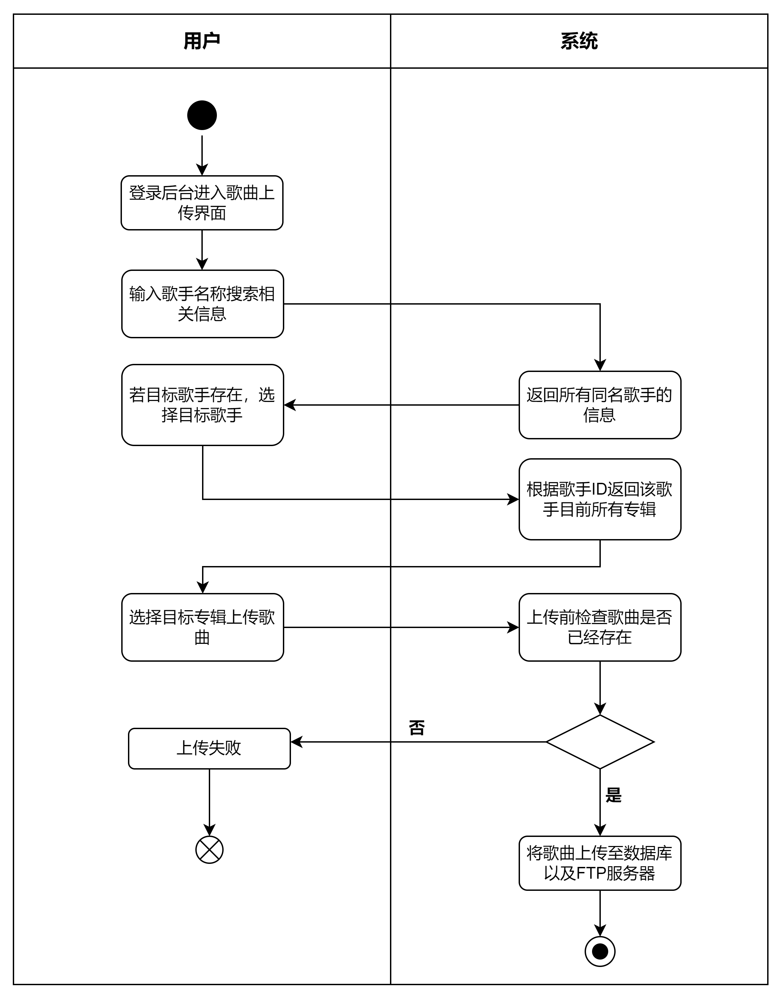 用户
系统
登录后台进入歌曲上
传界面
输入歌手名称搜索相
关信息
返回所有同名歌手的
信息
若目标歌手存在，选
择目标歌手
根据歌手ID返回该歌
手目前所有专辑
选择目标专辑上传歌
曲
上传前检查歌曲是否
已经存在
否
上传失败
是
将歌曲上传至数据库
以及FTP服务器